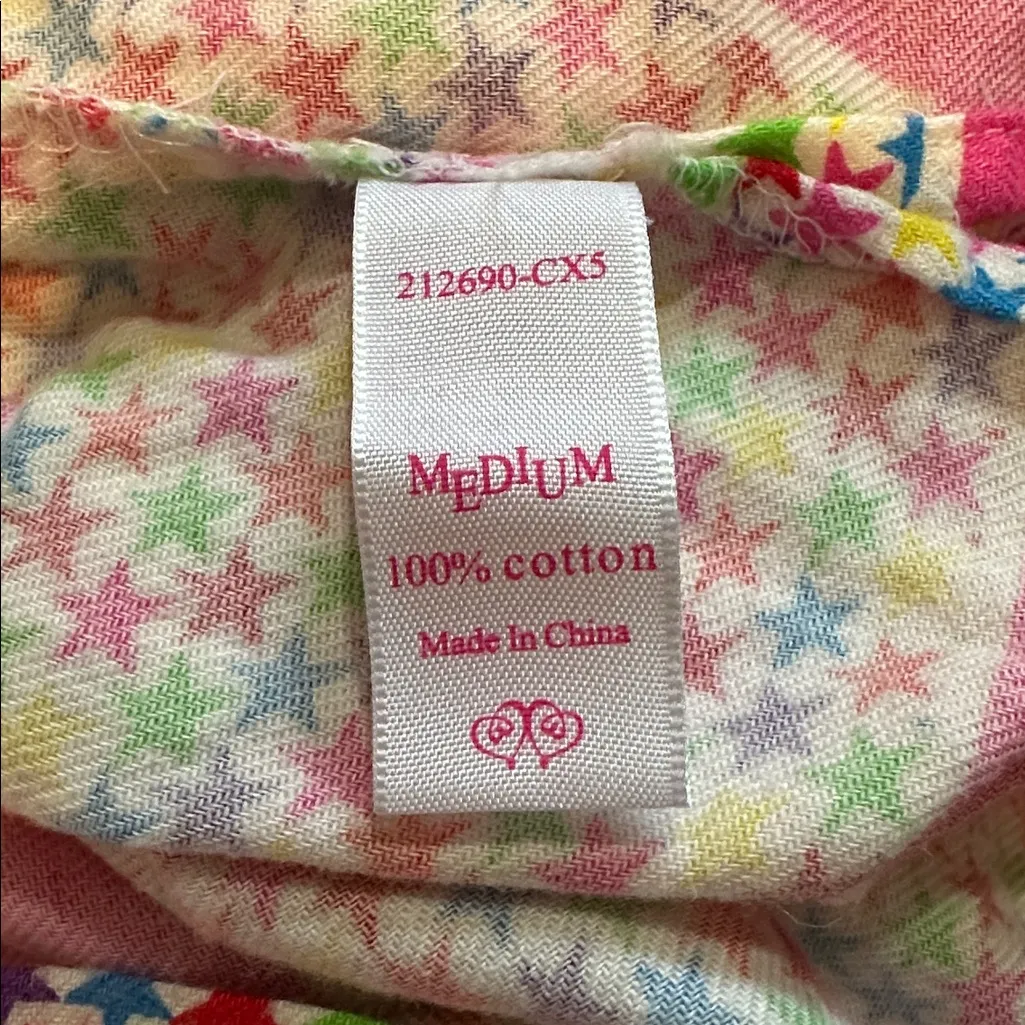 212690-CX5
MEDIUM
100% cotton
Made In China